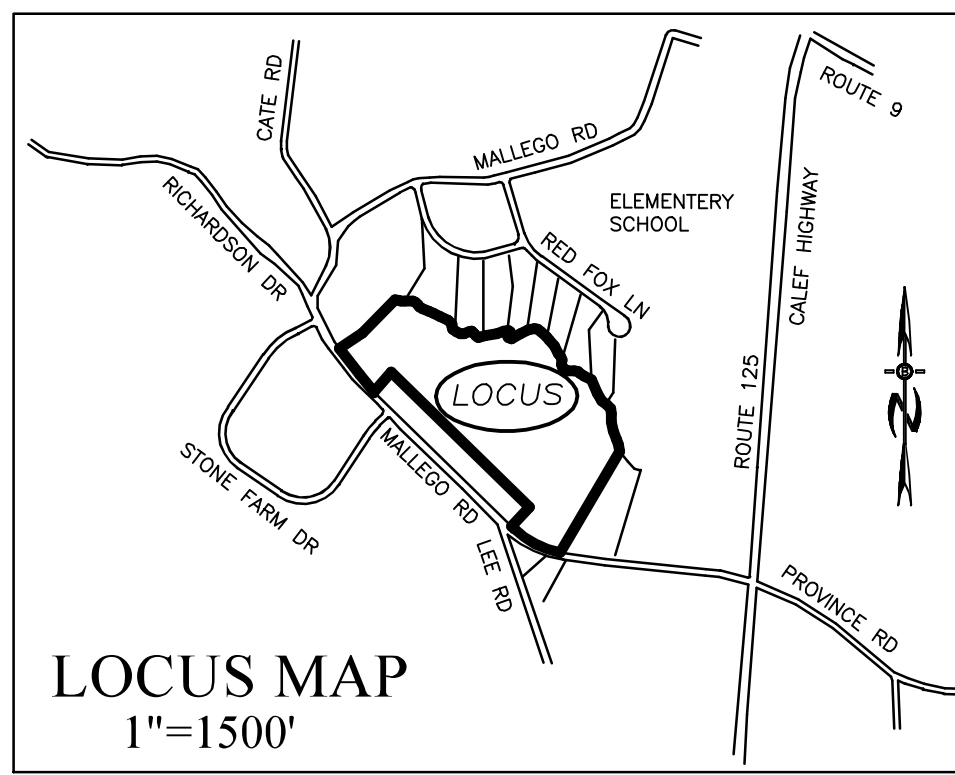 CATE RD
ROUTE 9
MALLEGO RD
RICHARDSON DR
ELEMENTERY
SCHOOL
CALEF HIGHWAY
RED FOX LN
LOCUS
ROUTE 125
STONE FARM DR
MALLEGO RD
LEE RD
PROVINCE RD
B
N
LOCUS MAP
1"=1500'